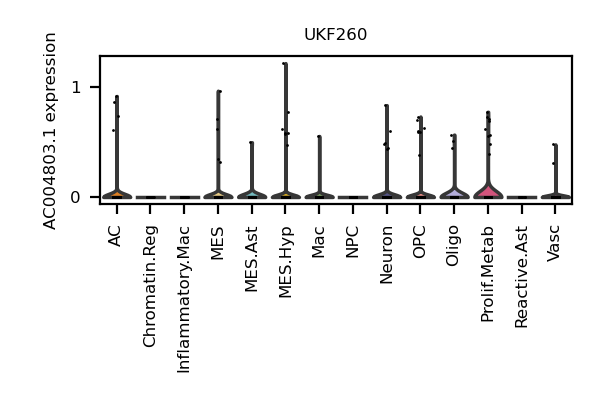 UKF260
AC004803.1 expression
1
0
AC
Chromatin.Reg
Inflammatory.Mac
MES
MES.Ast
MES.Hyp
Mac
NPC
Neuron
OPC
Oligo
Prolif.Metab
Reactive.Ast
Vasc